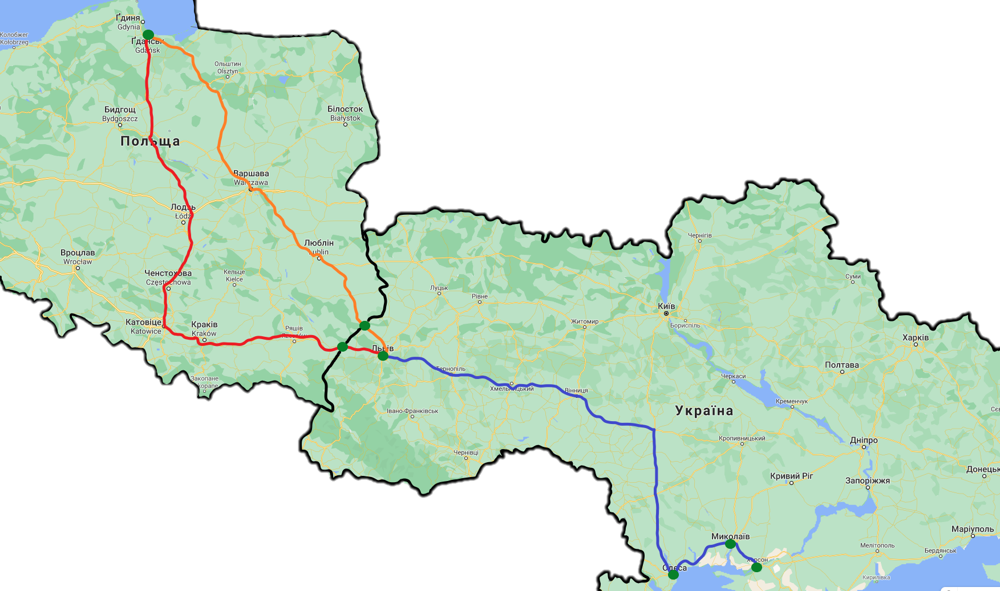 Ґдиня
Gdynia
Колобжег
Kołobrzeg
Ґданськ
Gdańsk
Ольштин
Olsztyn
Бидгощ
Bydgoszcz
Білосток
Białystok
Польща
Варшава
Warszawa
Лодзь
Łódź
Люблін
Lublin
Вроцлав
Wrocław
Ченстохова
Częstochowa
Кельце
Kielce
Катовіце
Katowice
Краків
Kraków
Ряшів
Rzeszów
Закопане
Zakopane
Львів
Луцьк
Рівне
Житомир
Київ
Бориспіль
Чернігів
Суми
Харків
Полтава
Тернопіль
Хмельницький
Вінниця
Черкаси
Кременчук
Івано-Франківськ
Україна
Чернівці
Кропивницький
Дніпро
Донецьк
Кривий Ріг
Запоріжжя
Маріуполь
Миколаїв
Мелітополь
Бердянськ
Херсон
Одеса
Кирилівка